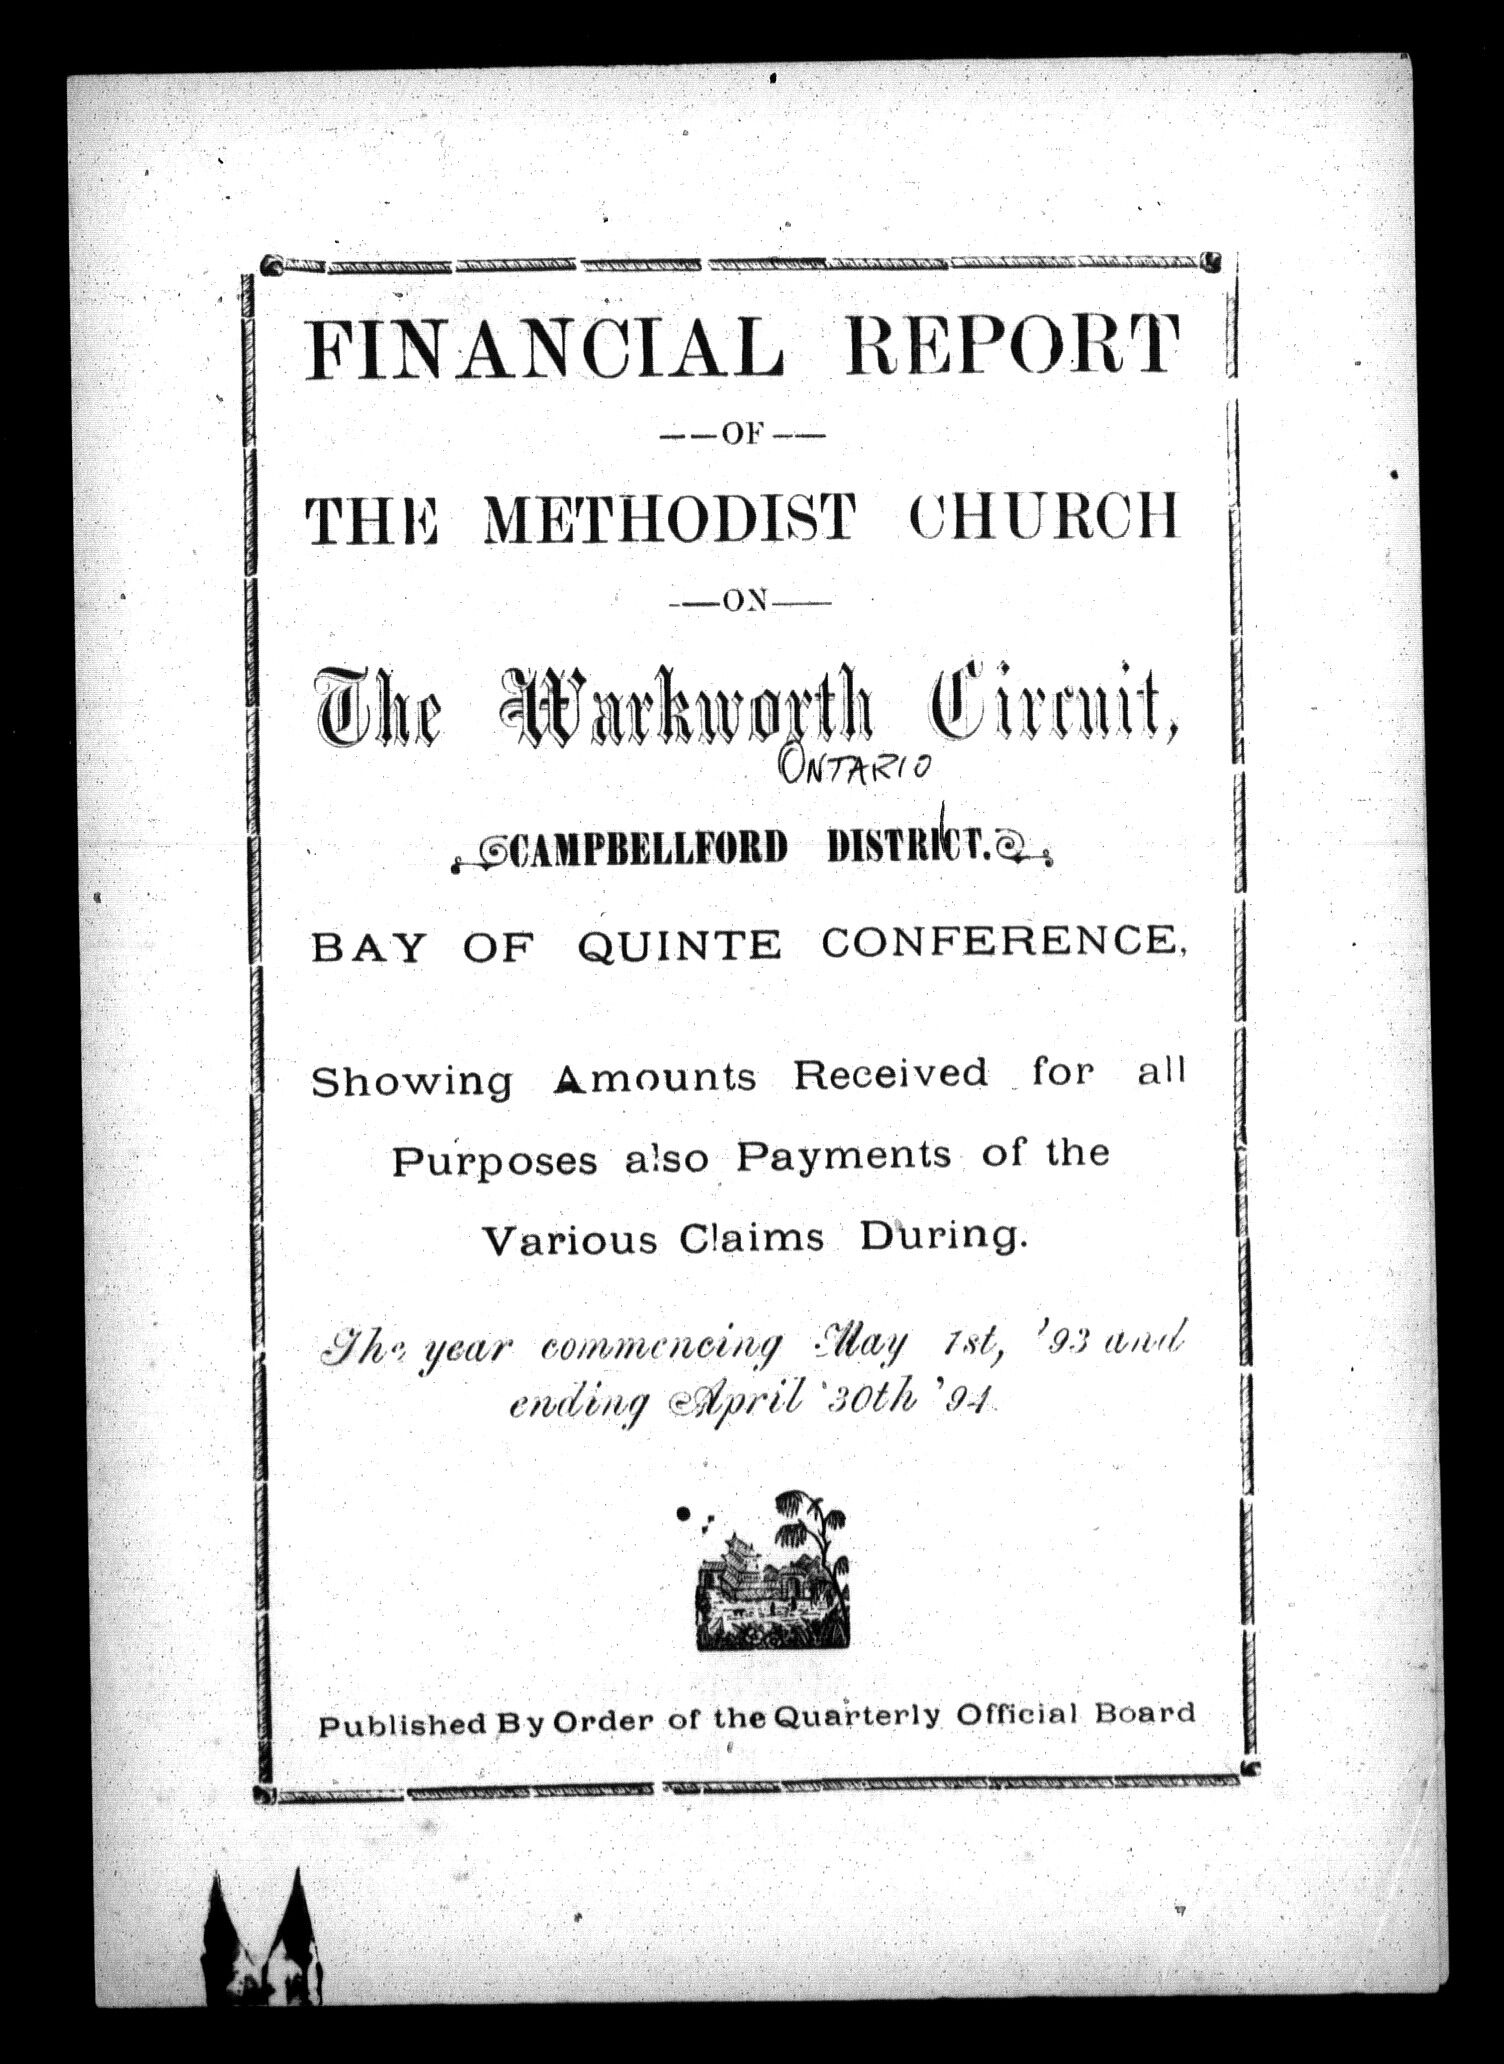 FINANCIAL REPORT
——OF——
THE METHODIST CHURCH
-—ON——
The Warkworth Circuit,
ONTARIO
CAMPBELLFORD DISTRICT.
BAY OF QUINTE CONFERENCE,
Showing Amounts Received for all
Purposes also Payments of the
Various Claims During.
The year commencing May 1st, '93 and
ending April 30th '94.
Published By Order of the Quarterly Official Board